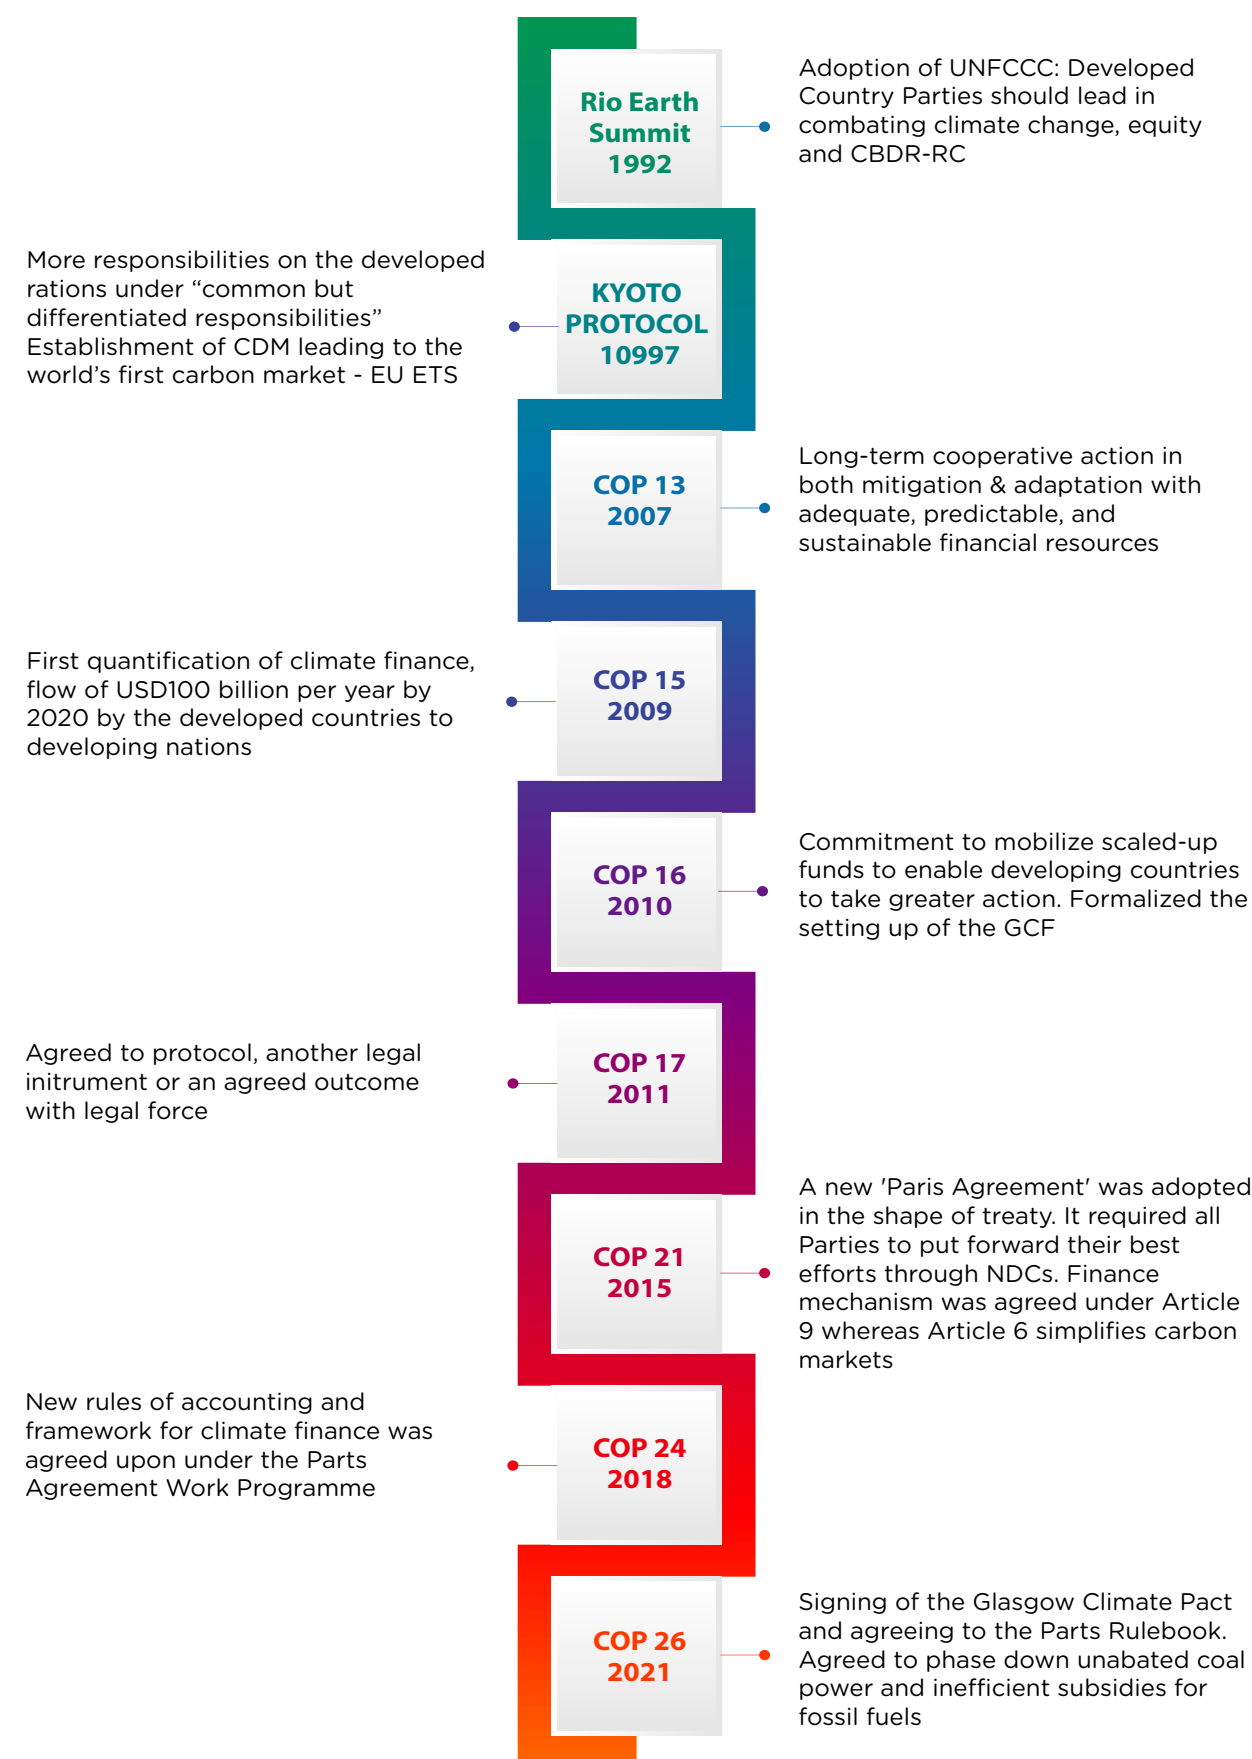 Rio Earth
Summit
1992
Adoption of UNFCCC: Developed
Country Parties should lead in
combating climate change, equity
and CBDR-RC
More responsibilities on the developed
rations under “common but
differentiated responsibilities”
Establishment of CDM leading to the
world’s first carbon market - EU ETS
KYOTO
PROTOCOL
10997
COP 13
2007
Long-term cooperative action in
both mitigation & adaptation with
adequate, predictable, and
sustainable financial resources
First quantification of climate finance,
flow of USD100 billion per year by
2020 by the developed countries to
developing nations
COP 15
2009
COP 16
2010
Commitment to mobilize scaled-up
funds to enable developing countries
to take greater action. Formalized the
setting up of the GCF
Agreed to protocol, another legal
initrument or an agreed outcome
with legal force
COP 17
2011
COP 21
2015
A new 'Paris Agreement' was adopted
in the shape of treaty. It required all
Parties to put forward their best
efforts through NDCs. Finance
mechanism was agreed under Article
9 whereas Article 6 simplifies carbon
markets
New rules of accounting and
framework for climate finance was
agreed upon under the Parts
Agreement Work Programme
COP 24
2018
COP 26
2021
Signing of the Glasgow Climate Pact
and agreeing to the Parts Rulebook.
Agreed to phase down unabated coal
power and inefficient subsidies for
fossil fuels